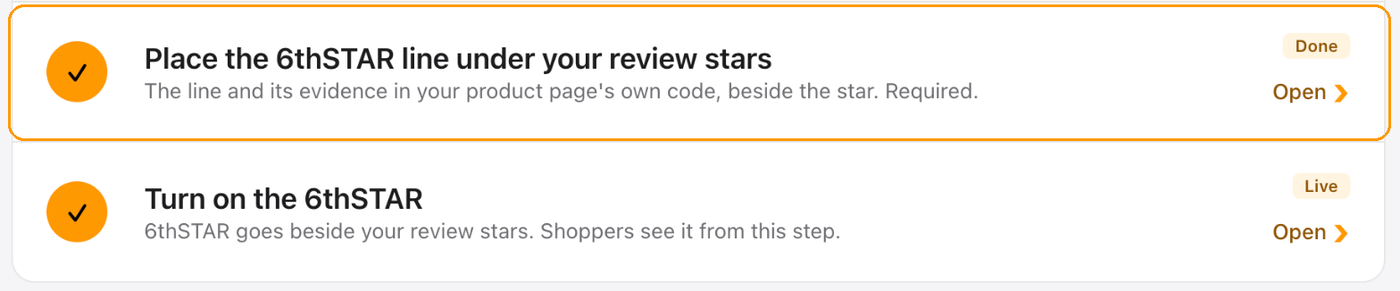 Place the 6thSTAR line under your review stars
Done
The line and its evidence in your product page's own code, beside the star. Required.
Open
Turn on the 6thSTAR
Live
6thSTAR goes beside your review stars. Shoppers see it from this step.
Open